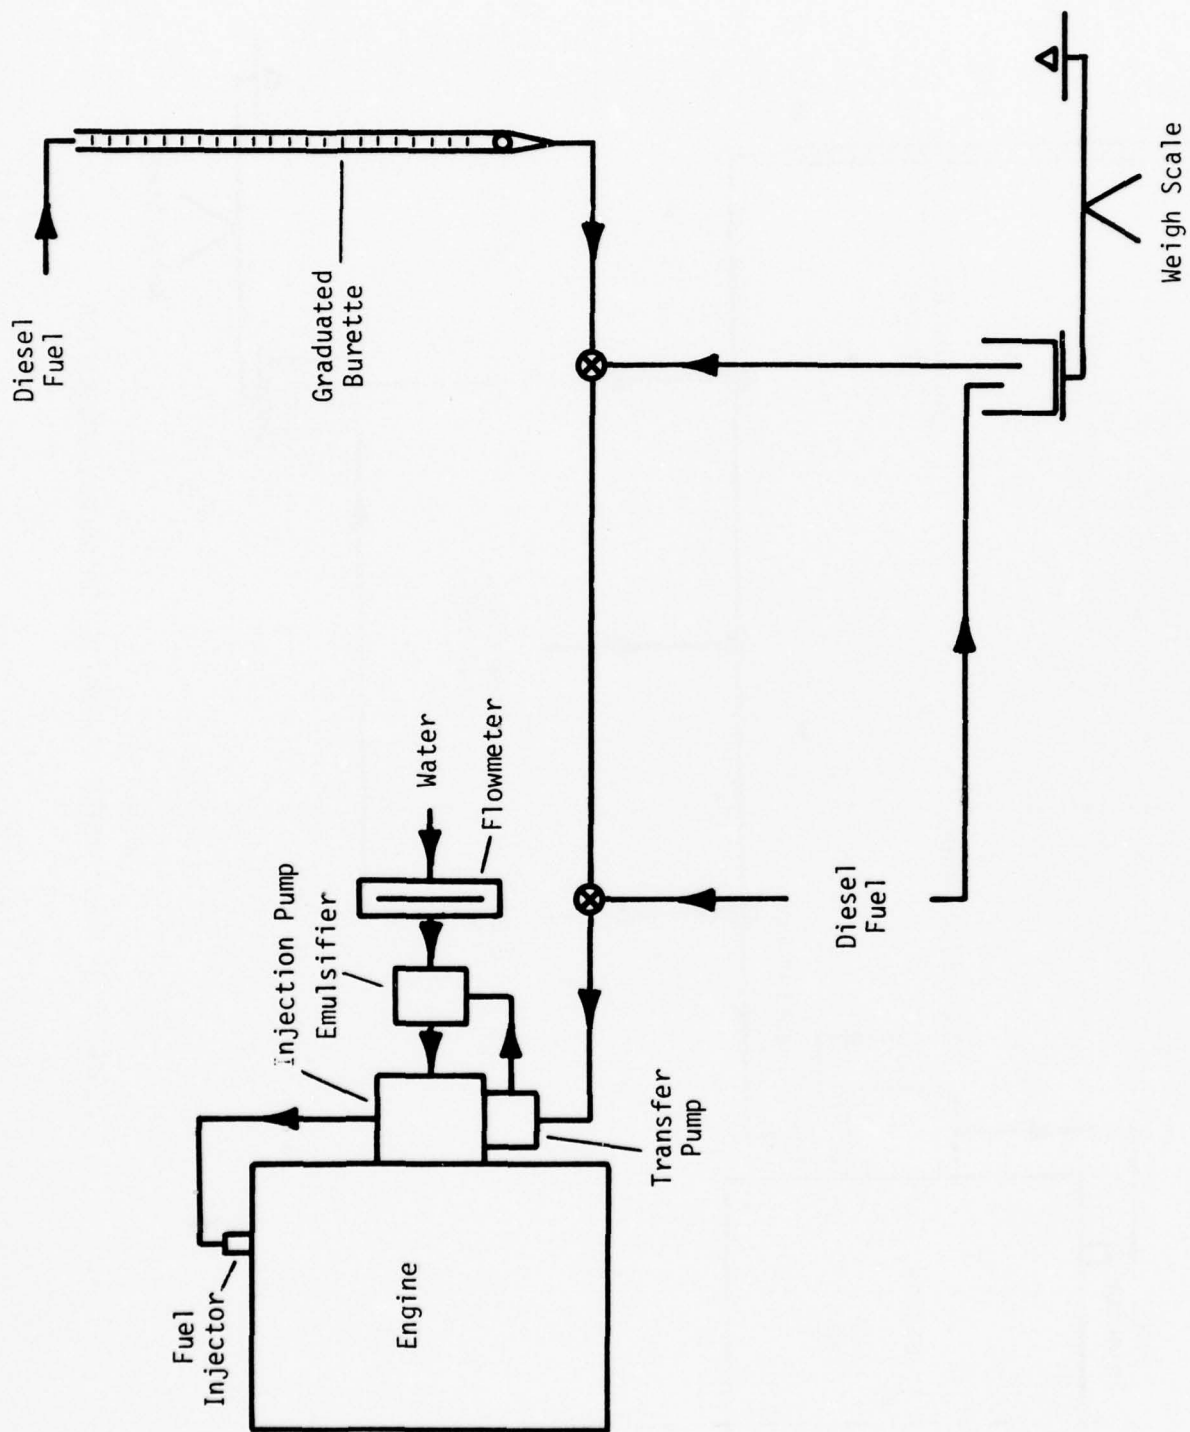 Diesel
Fuel
Graduated
Burette
Weigh Scale
Water
Flowmeter
Injection Pump
Emulsifier
Diesel
Fuel
Transfer
Pump
Fuel
Injector
Engine